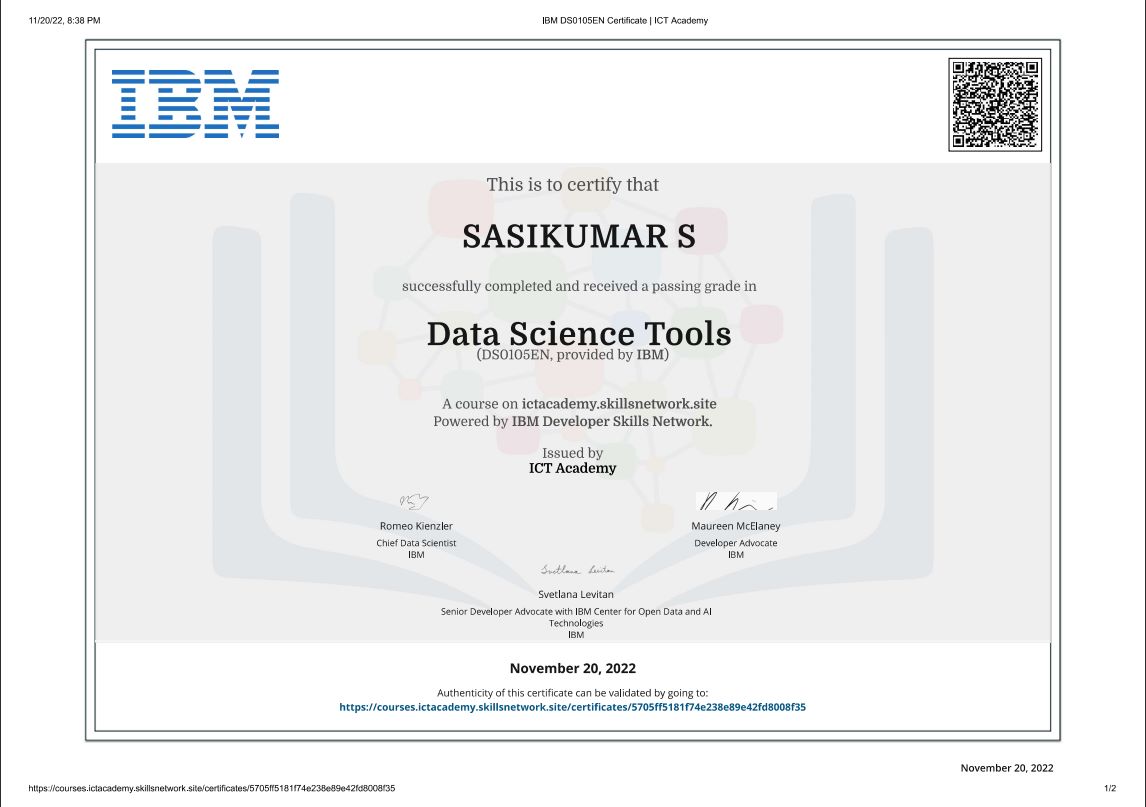 11/20/22, 8:38 PM
IBM DS0105EN Certificate | ICT Academy
IBM
This is to certify that
SASIKUMAR S
successfully completed and received a passing grade in
Data Science Tools
(DS0105EN, provided by IBM)
A course on ictacademy.skillsnetwork.site
Powered by IBM Developer Skills Network.
Issued by
ICT Academy
Romeo Kienzler
Chief Data Scientist
IBM
Maureen McElaney
Developer Advocate
IBM
Svetlana Levitan
Svetlana Levitan
Senior Developer Advocate with IBM Center for Open Data and AI
Technologies
IBM
November 20, 2022
Authenticity of this certificate can be validated by going to:
https://courses.ictacademy.skillsnetwork.site/certificates/5705ff5181f74e238e89e42fd8008f35
November 20, 2022
https://courses.ictacademy.skillsnetwork.site/certificates/5705ff5181f74e238e89e42fd8008f35
1/2